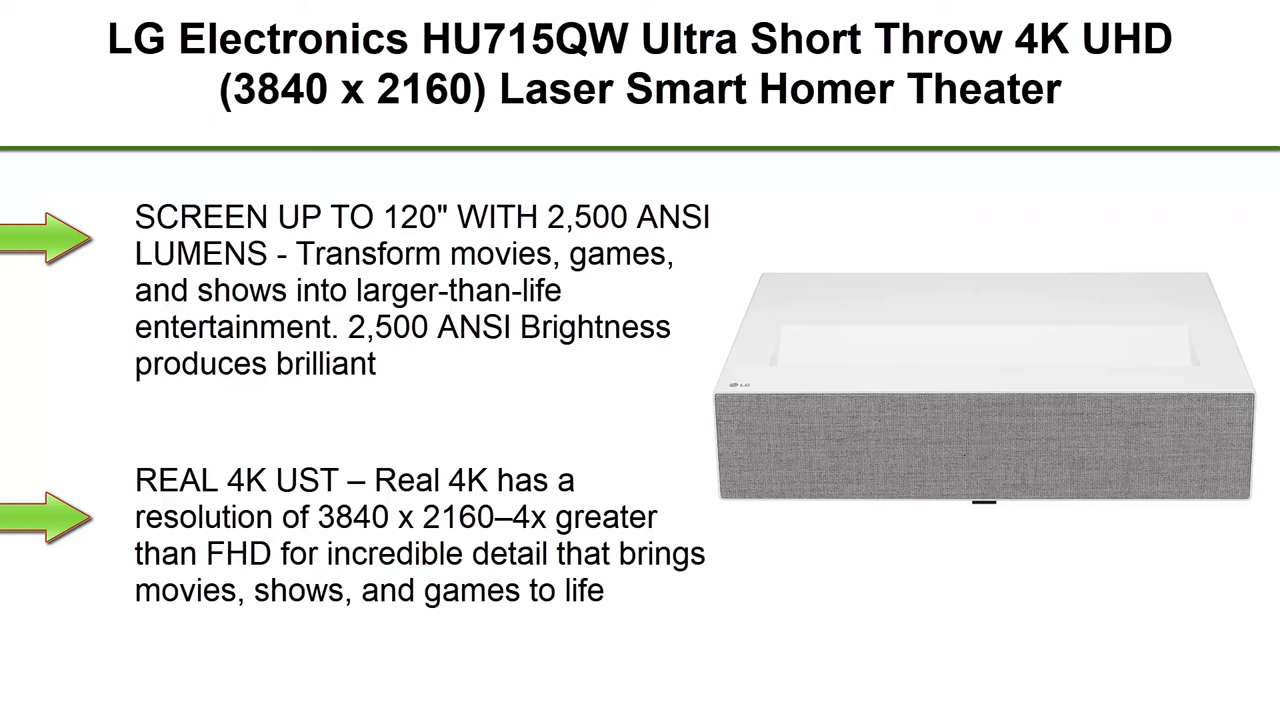 LG Electronics HU715QW Ultra Short Throw 4K UHD
(3840 x 2160) Laser Smart Homer Theater
SCREEN UP TO 120" WITH 2,500 ANSI
LUMENS - Transform movies, games,
and shows into larger-than-life
entertainment. 2,500 ANSI Brightness
produces brilliant
LG
REAL 4K UST – Real 4K has a
resolution of 3840 x 2160–4x greater
than FHD for incredible detail that brings
movies, shows, and games to life